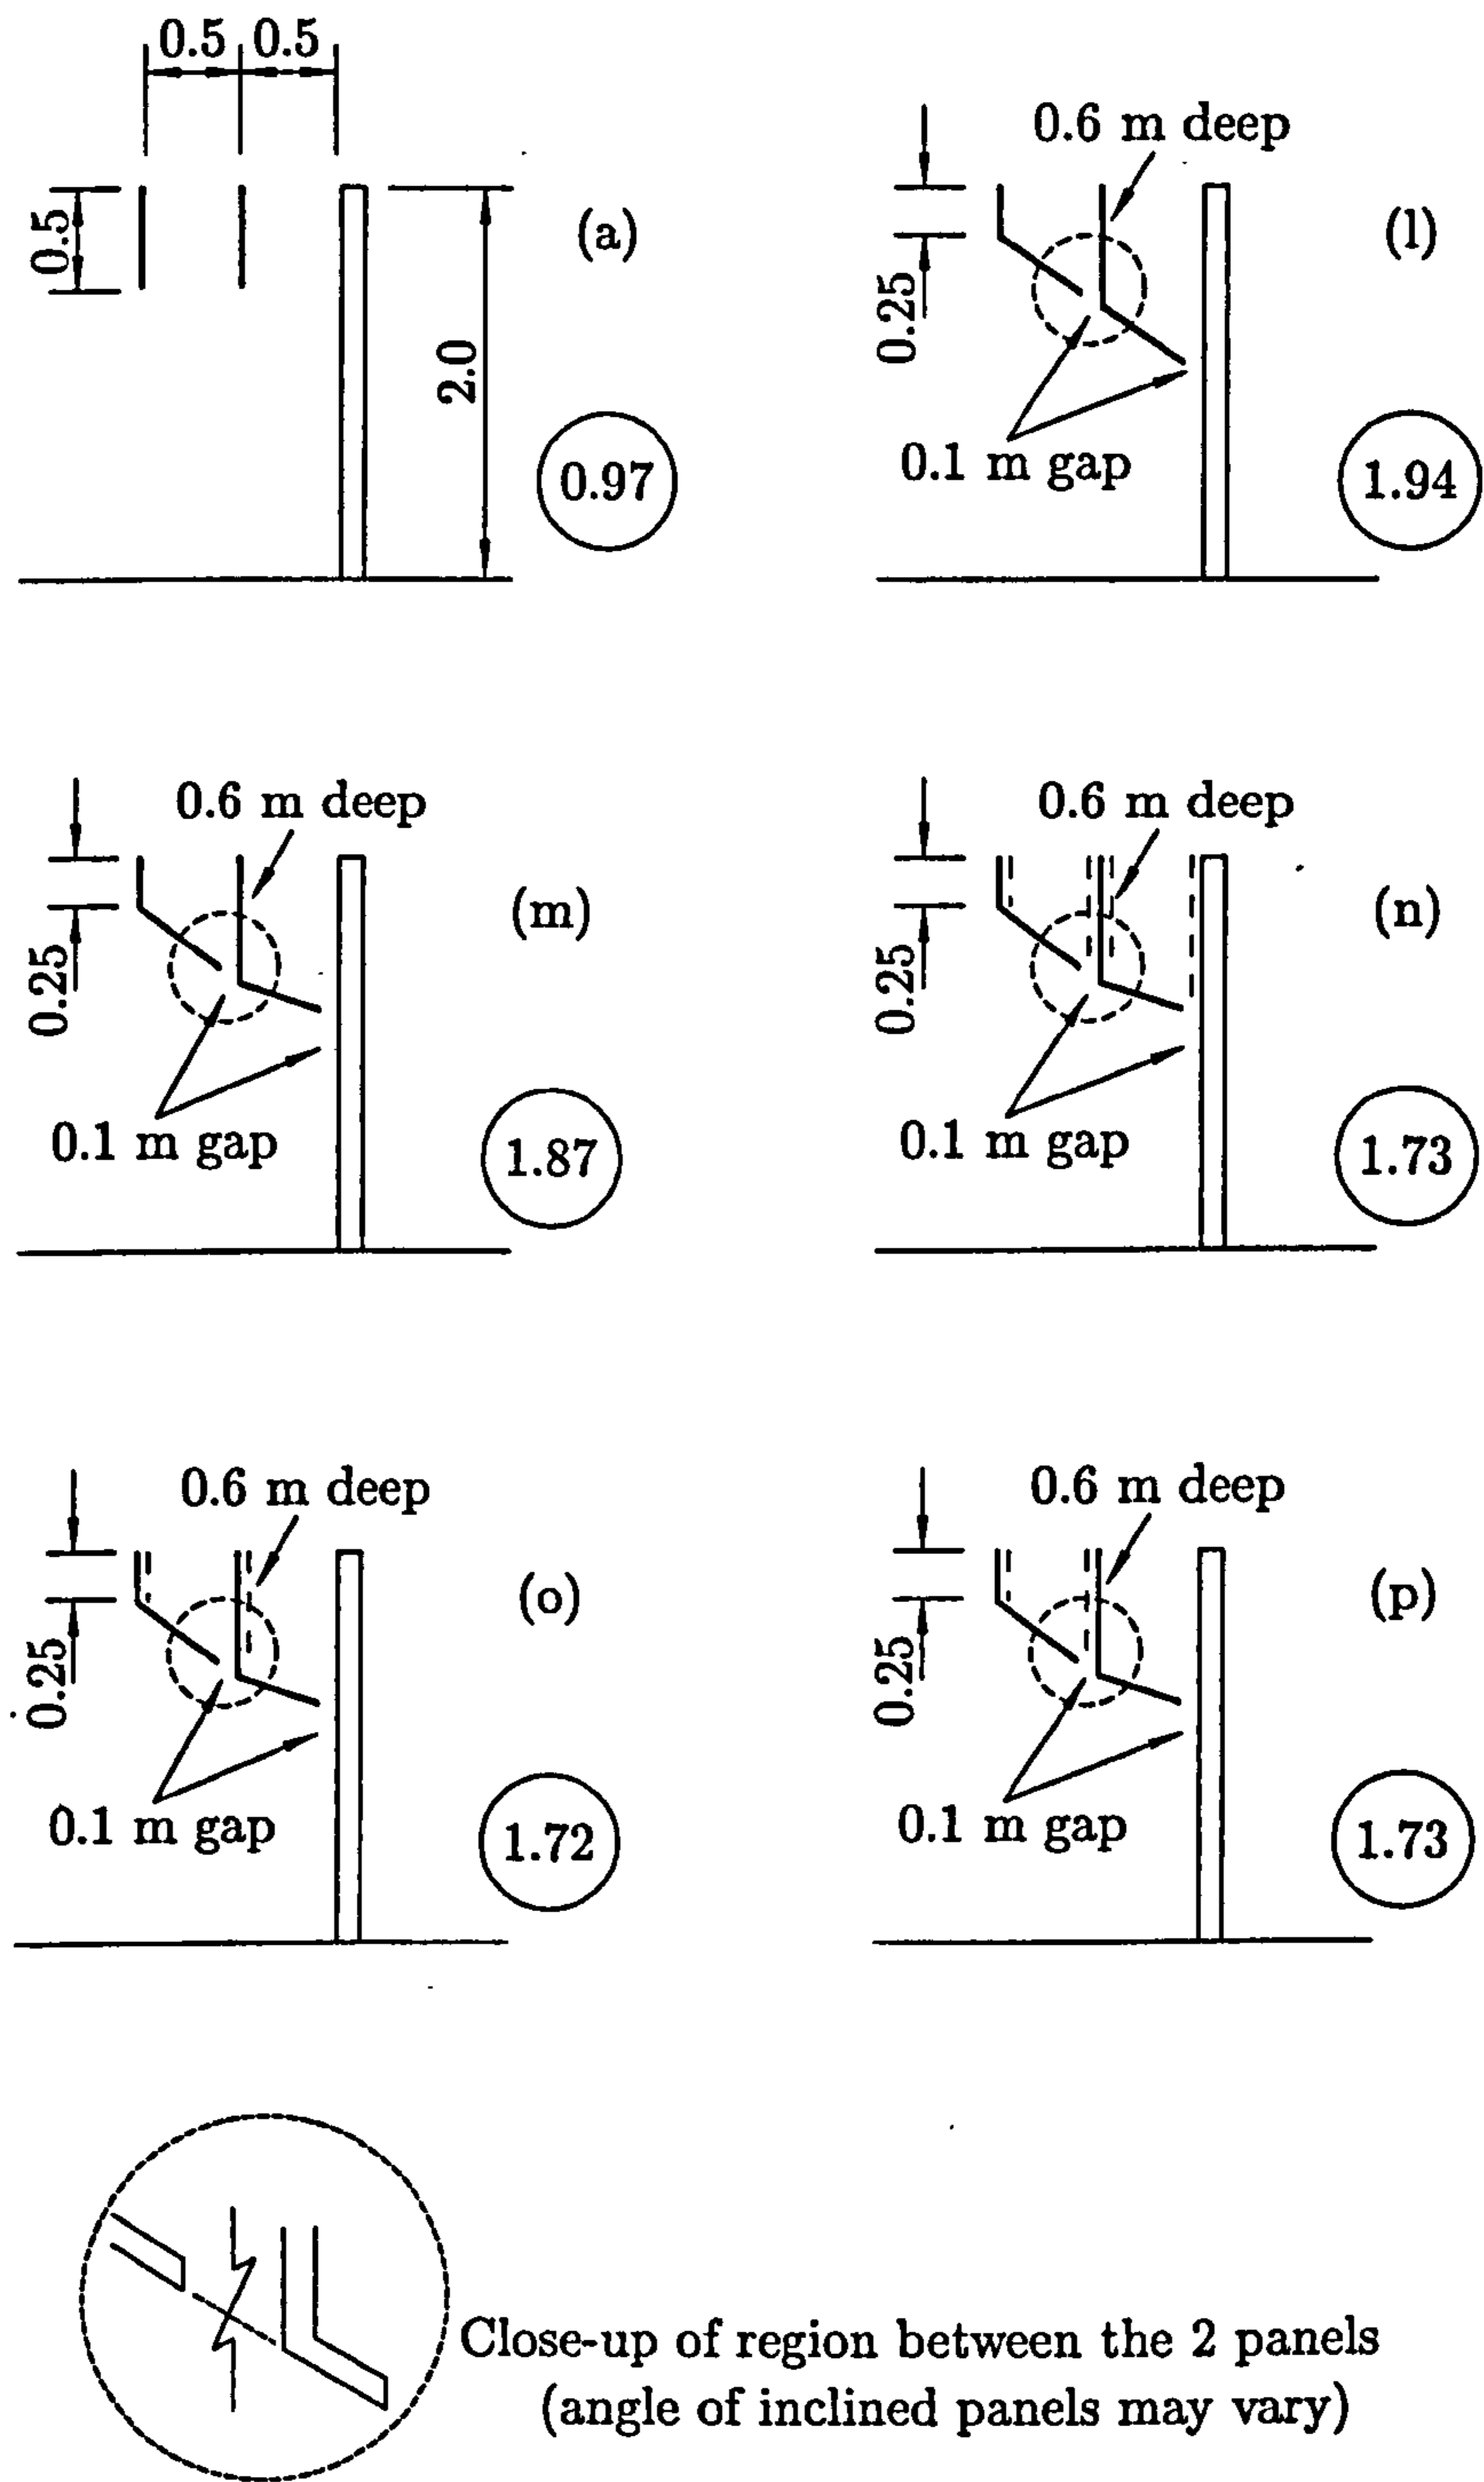 0.5 0.5
0.5
2.0
(a)
0.97
0.6 m deep
0.25
(l)
0.1 m gap
1.94
0.6 m deep
0.25
(m)
0.1 m gap
1.87
0.6 m deep
0.25
(n)
0.1 m gap
1.73
0.6 m deep
0.25
(o)
0.1 m gap
1.72
0.6 m deep
0.25
(p)
0.1 m gap
1.73
Close-up of region between the 2 panels
(angle of inclined panels may vary)